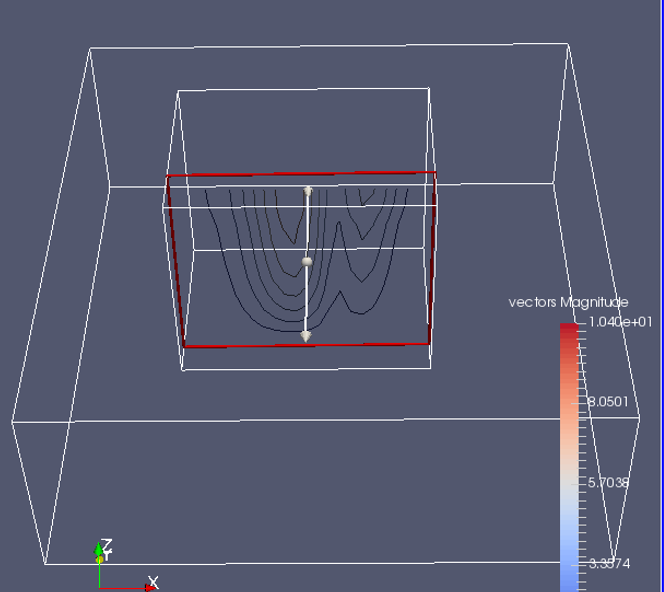 vectors Magnitude
1.040e+01
8.0501
5.7038
3.3574
Z
Y
X